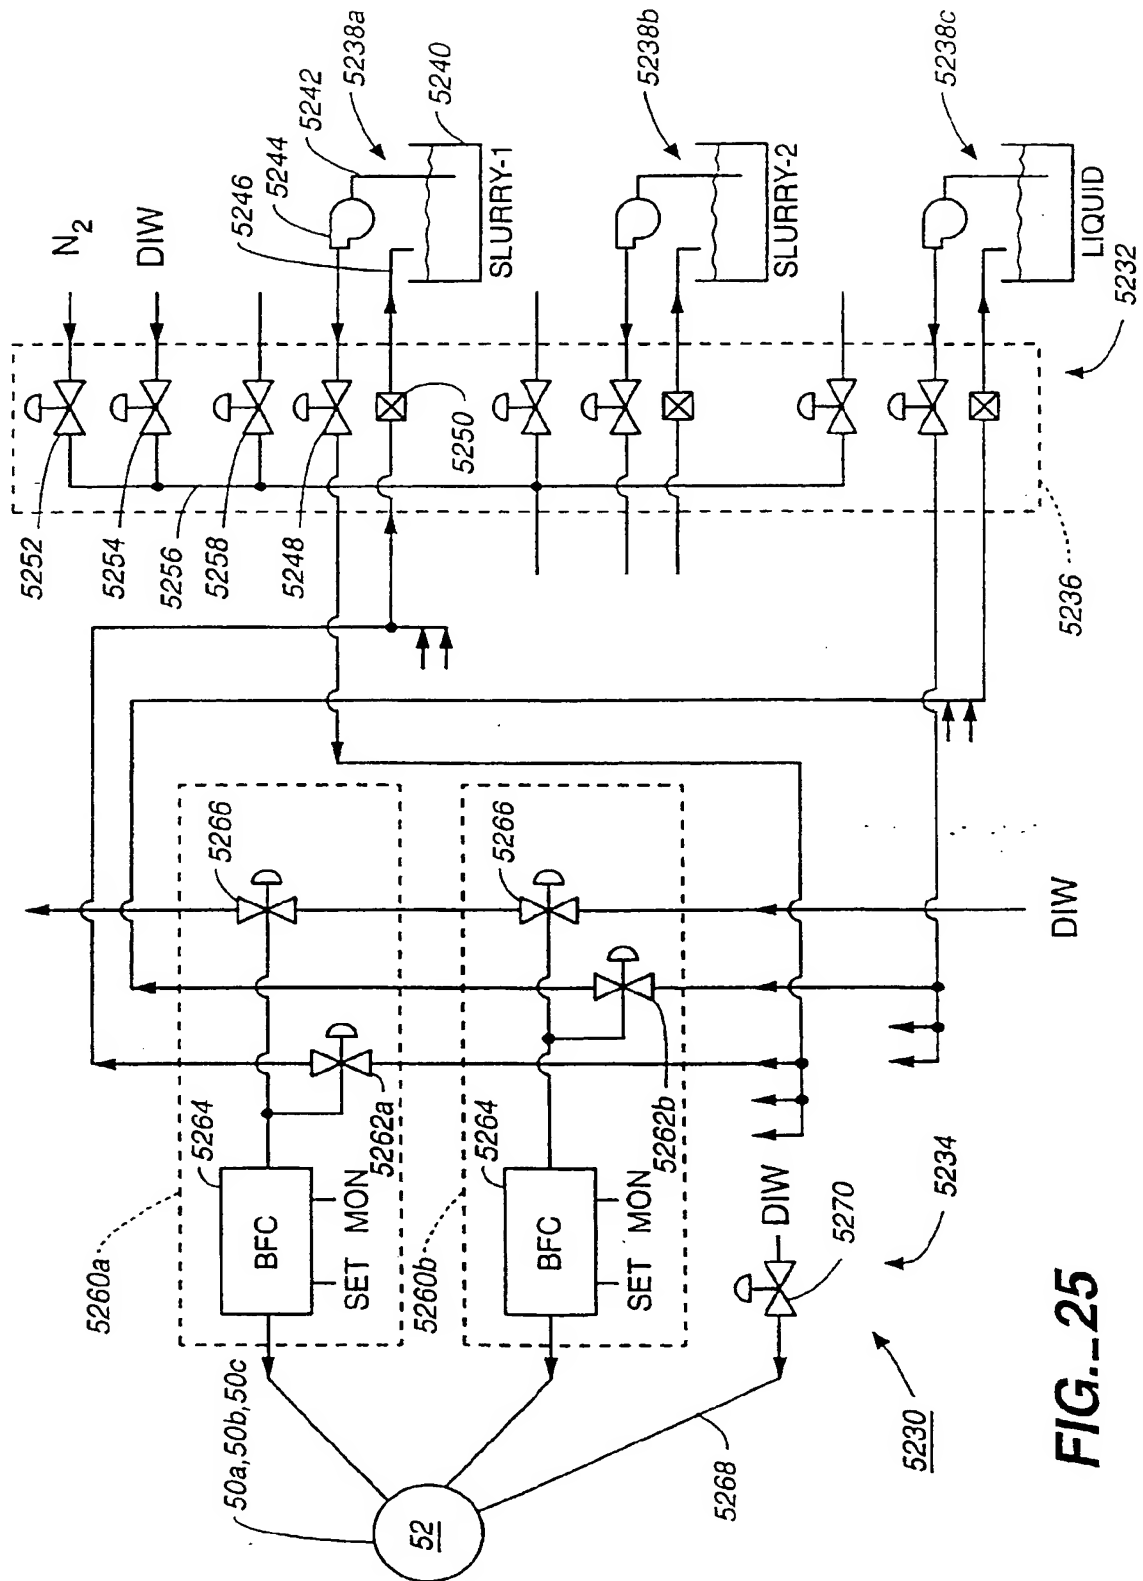 N₂
DIW
5246
5244
5242
5238a
5240
SLURRY-1
5238b
SLURRY-2
5238c
LIQUID
5232
5252
5254
5256
5258
5248
5250
5236
5266
5266
DIW
5260a
5264
BFC
SET MON
5262a
5260b
5264
BFC
SET MON
5262b
DIW
5270
5234
50a,50b,50c
52
5268
5230
FIG._25